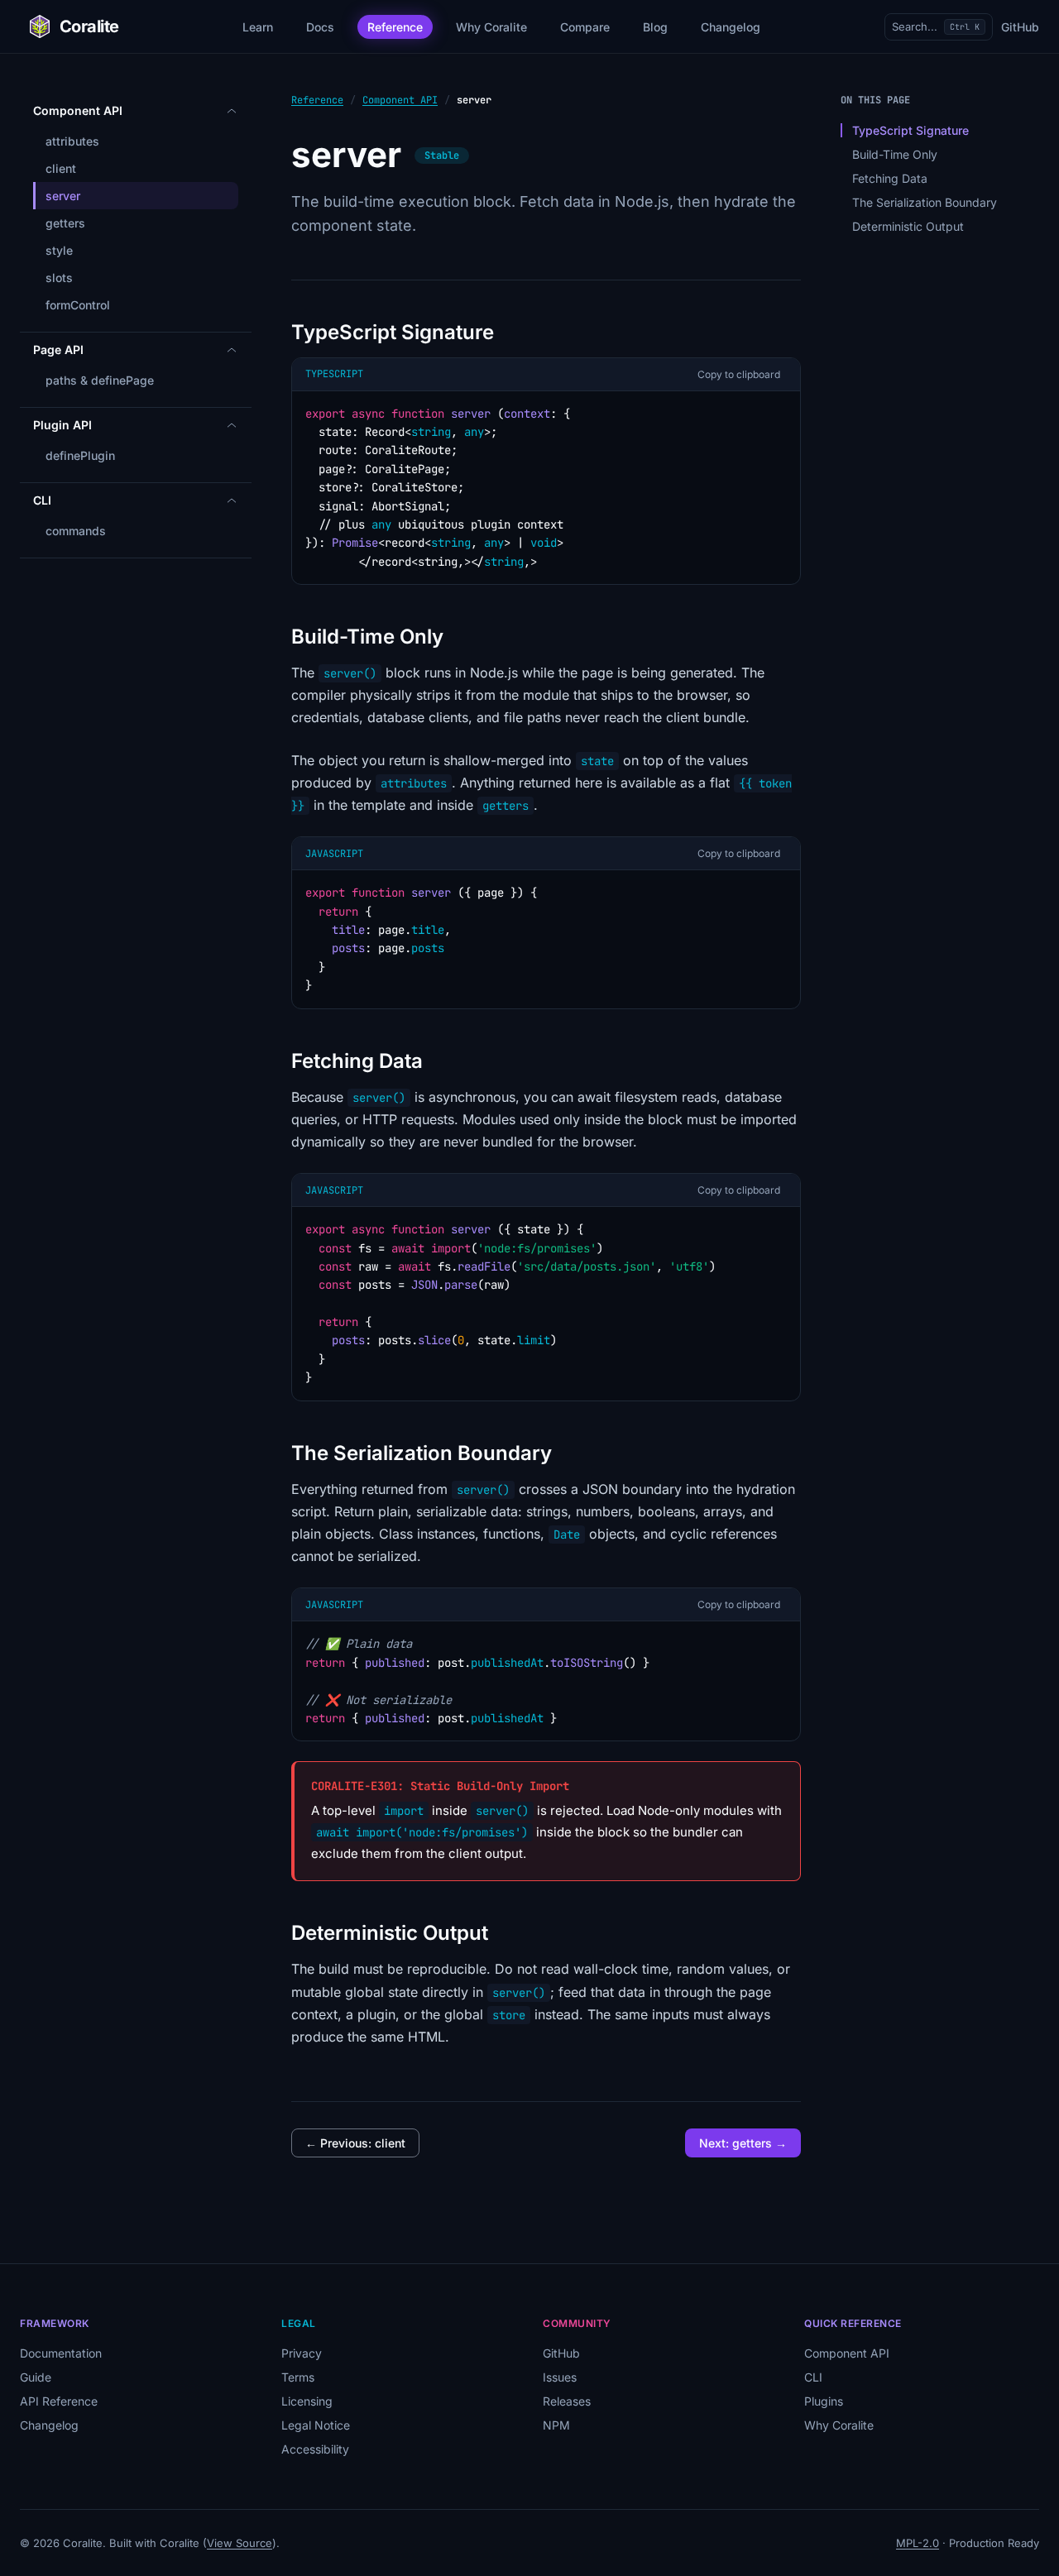 Coralite
Learn
Docs
Reference
Why Coralite
Compare
Blog
Changelog
Search...
Ctrl K
GitHub
Component API
attributes
client
server
getters
style
slots
formControl
Page API
paths & definePage
Plugin API
definePlugin
CLI
commands
Reference / Component API / server
server
Stable
The build-time execution block. Fetch data in Node.js, then hydrate the
component state.
TypeScript Signature
TYPESCRIPT
Copy to clipboard
export async function server (context: {
  state: Record<string, any>;
  route: CoraliteRoute;
  page?: CoralitePage;
  store?: CoraliteStore;
  signal: AbortSignal;
  // plus any ubiquitous plugin context
}): Promise<record<string, any> | void>
        </record<string,></string,>
Build-Time Only
The server() block runs in Node.js while the page is being generated. The
compiler physically strips it from the module that ships to the browser, so
credentials, database clients, and file paths never reach the client bundle.
The object you return is shallow-merged into state on top of the values
produced by attributes. Anything returned here is available as a flat {{ token
}} in the template and inside getters.
JAVASCRIPT
Copy to clipboard
export function server ({ page }) {
  return {
    title: page.title,
    posts: page.posts
  }
}
Fetching Data
Because server() is asynchronous, you can await filesystem reads, database
queries, or HTTP requests. Modules used only inside the block must be imported
dynamically so they are never bundled for the browser.
JAVASCRIPT
Copy to clipboard
export async function server ({ state }) {
  const fs = await import('node:fs/promises')
  const raw = await fs.readFile('src/data/posts.json', 'utf8')
  const posts = JSON.parse(raw)
  return {
    posts: posts.slice(0, state.limit)
  }
}
The Serialization Boundary
Everything returned from server() crosses a JSON boundary into the hydration
script. Return plain, serializable data: strings, numbers, booleans, arrays, and
plain objects. Class instances, functions, Date objects, and cyclic references
cannot be serialized.
JAVASCRIPT
Copy to clipboard
// ✅ Plain data
return { published: post.publishedAt.toISOString() }
// ❌ Not serializable
return { published: post.publishedAt }
CORALITE-E301: Static Build-Only Import
A top-level import inside server() is rejected. Load Node-only modules with
await import('node:fs/promises') inside the block so the bundler can
exclude them from the client output.
Deterministic Output
The build must be reproducible. Do not read wall-clock time, random values, or
mutable global state directly in server(); feed that data in through the page
context, a plugin, or the global store instead. The same inputs must always
produce the same HTML.
← Previous: client
Next: getters →
ON THIS PAGE
TypeScript Signature
Build-Time Only
Fetching Data
The Serialization Boundary
Deterministic Output
FRAMEWORK
Documentation
Guide
API Reference
Changelog
LEGAL
Privacy
Terms
Licensing
Legal Notice
Accessibility
COMMUNITY
GitHub
Issues
Releases
NPM
QUICK REFERENCE
Component API
CLI
Plugins
Why Coralite
© 2026 Coralite. Built with Coralite (View Source).
MPL-2.0 · Production Ready